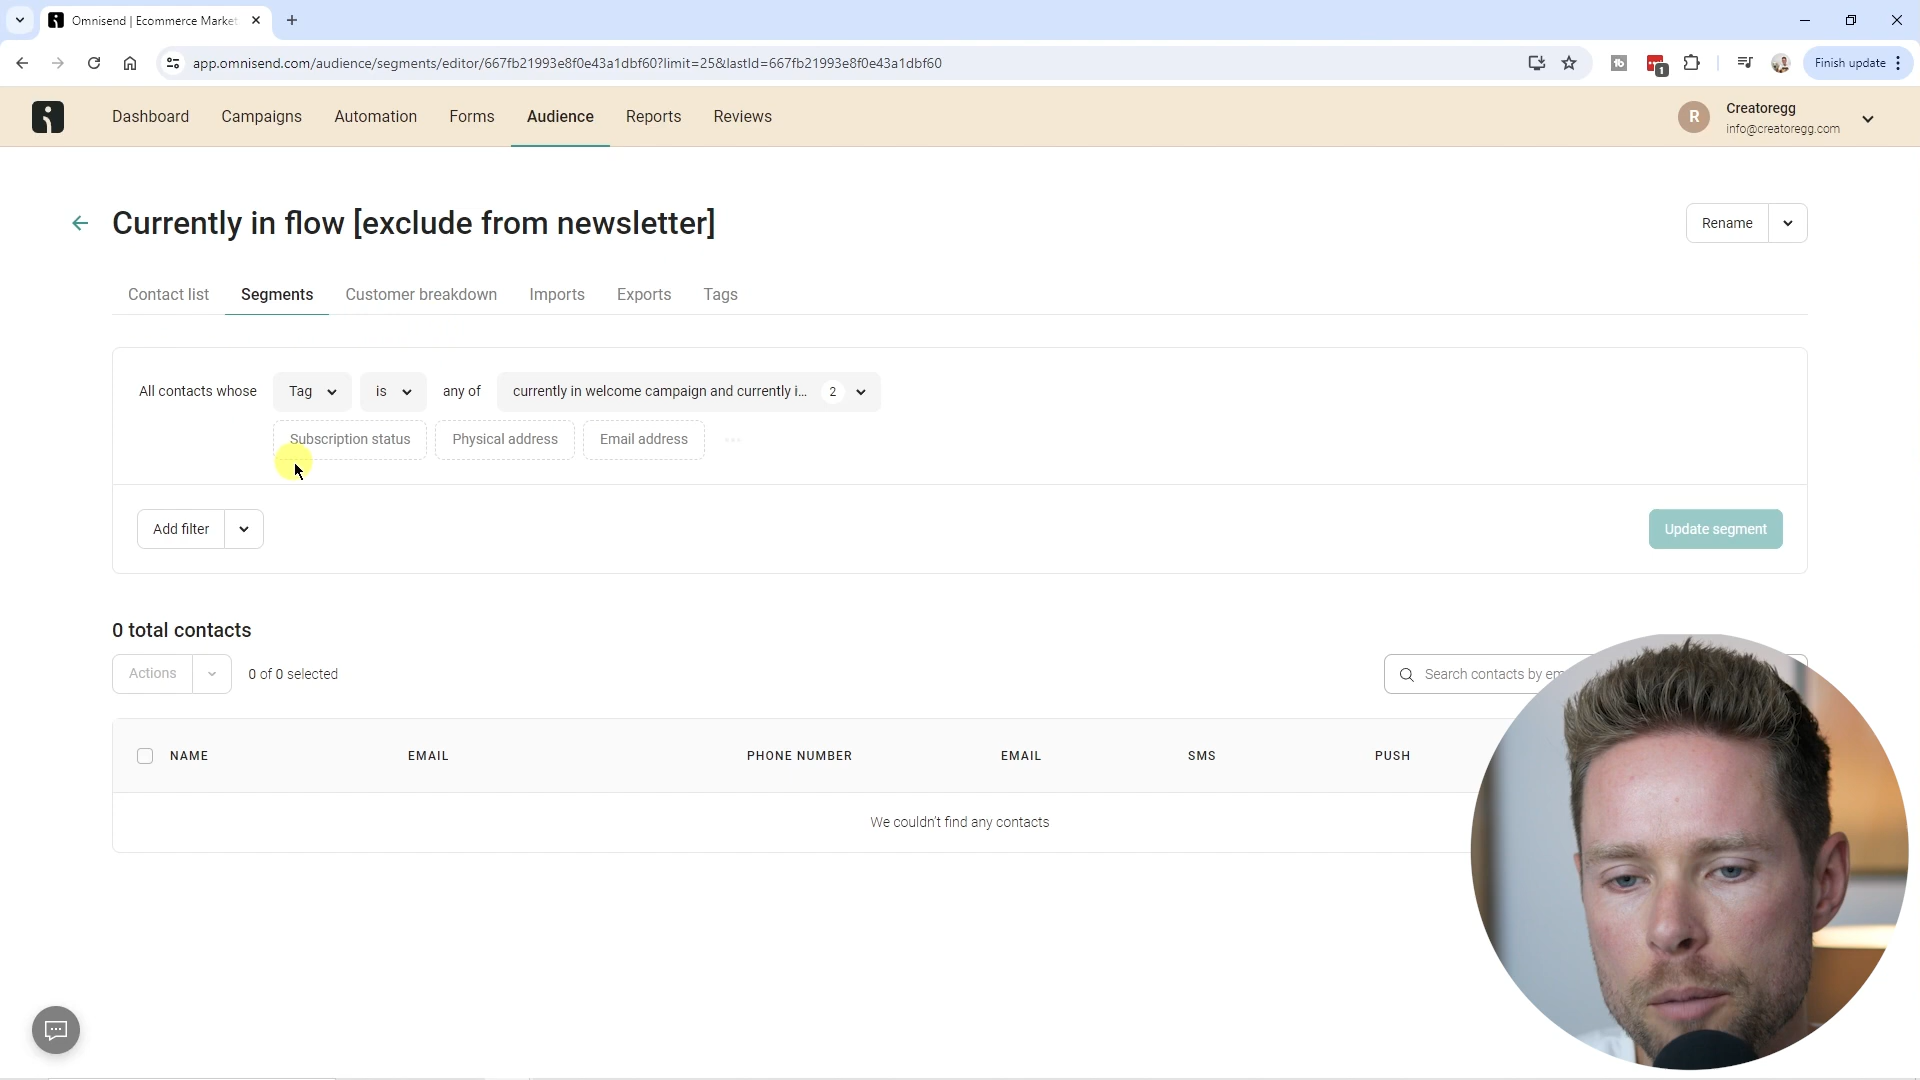 Omnisend | Ecommerce Market
app.omnisend.com/audience/segments/editor/667fb21993e8f0e43a1dbf60?limit=25&lastId=667fb21993e8f0e43a1dbf60
1
Finish update
Dashboard
Campaigns
Automation
Forms
Audience
Reports
Reviews
R
Creatoregg
info@creatoregg.com
Currently in flow [exclude from newsletter]
Rename
Contact list
Segments
Customer breakdown
Imports
Exports
Tags
All contacts whose
Tag
is
any of
currently in welcome campaign and currently i...
2
Subscription status
Physical address
Email address
Add filter
Update segment
0 total contacts
Actions
0 of 0 selected
Search contacts by em
NAME
EMAIL
PHONE NUMBER
EMAIL
SMS
PUSH
We couldn't find any contacts